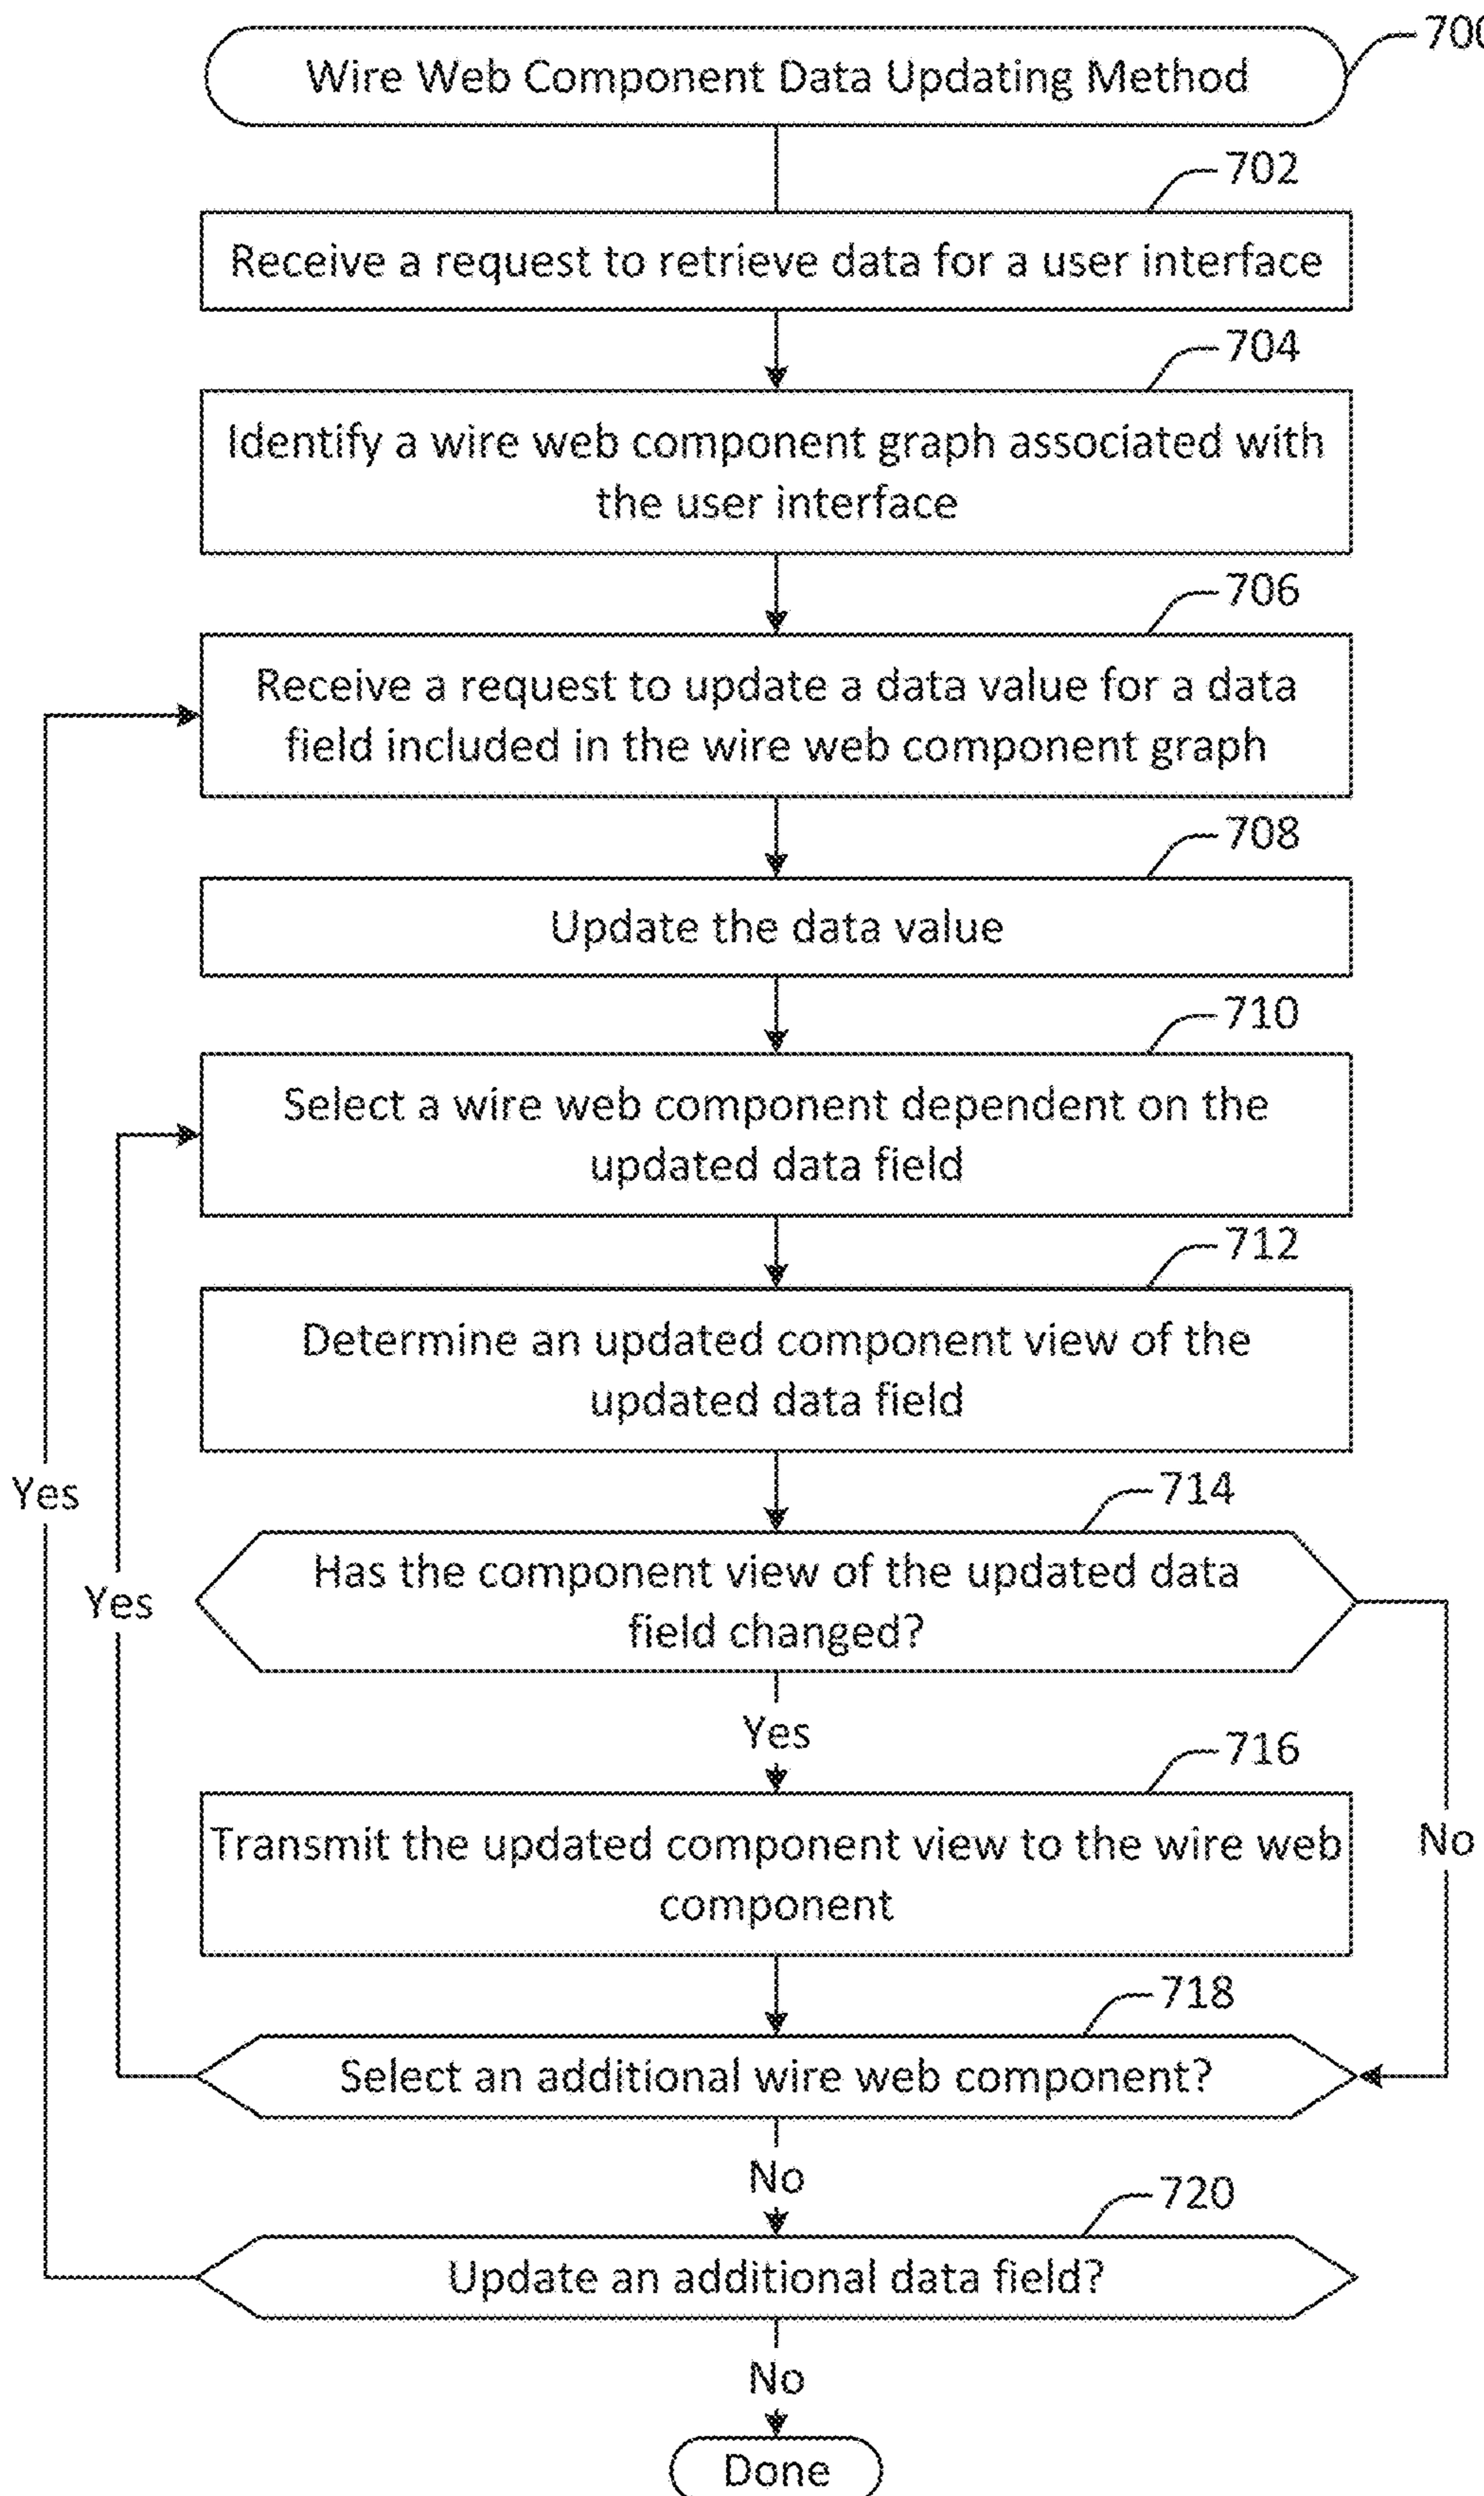 700
Wire Web Component Data Updating Method
702
Receive a request to retrieve data for a user interface
704
Identify a wire web component graph associated with
the user interface
706
Receive a request to update a data value for a data
field included in the wire web component graph
708
Update the data value
710
Select a wire web component dependent on the
updated data field
712
Determine an updated component view of the
updated data field
Yes
714
Has the component view of the updated data
field changed?
Yes
Yes
716
Transmit the updated component view to the wire web
component
No
718
Select an additional wire web component?
No
720
Update an additional data field?
No
Done